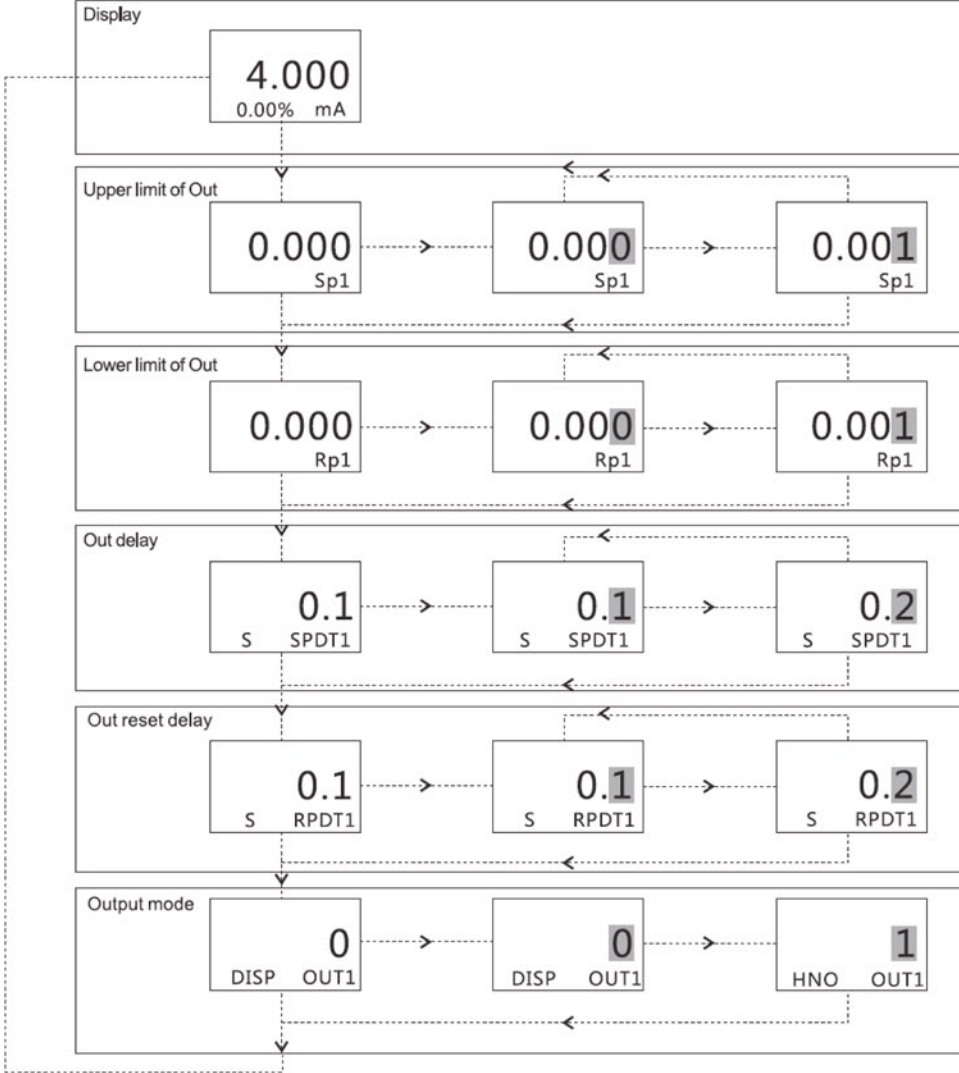 Display
4.000
0.00% mA
Upper limit of Out
0.000 0.000 0.001
Sp1 Sp1 Sp1
Lower limit of Out
0.000 0.000 0.001
Rp1 Rp1 Rp1
Out delay
0.1 0.1 0.2
S SPDT1 S SPDT1 S SPDT1
Out reset delay
0.1 0.1 0.2
S RPDT1 S RPDT1 S RPDT1
Output mode
0 0 1
DISP OUT1 DISP OUT1 HNO OUT1